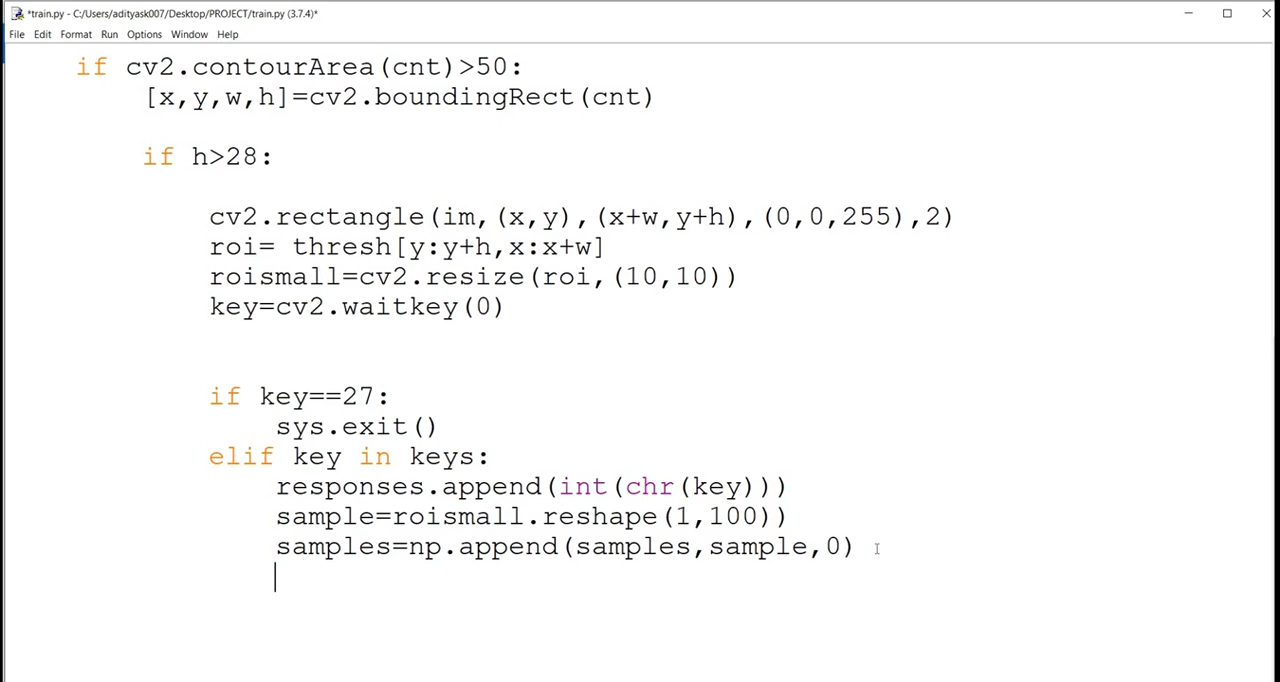 *train.py - C:/Users/adityask007/Desktop/PROJECT/train.py (3.7.4)*
File Edit Format Run Options Window Help
if cv2.contourArea(cnt)>50:
[x,y,w,h]=cv2.boundingRect(cnt)
if h>28:
cv2.rectangle(im,(x,y),(x+w,y+h),(0,0,255),2)
roi= thresh[y:y+h,x:x+w]
roismall=cv2.resize(roi,(10,10))
key=cv2.waitkey(0)
if key==27:
sys.exit()
elif key in keys:
responses.append(int(chr(key)))
sample=roismall.reshape(1,100))
samples=np.append(samples,sample,0)